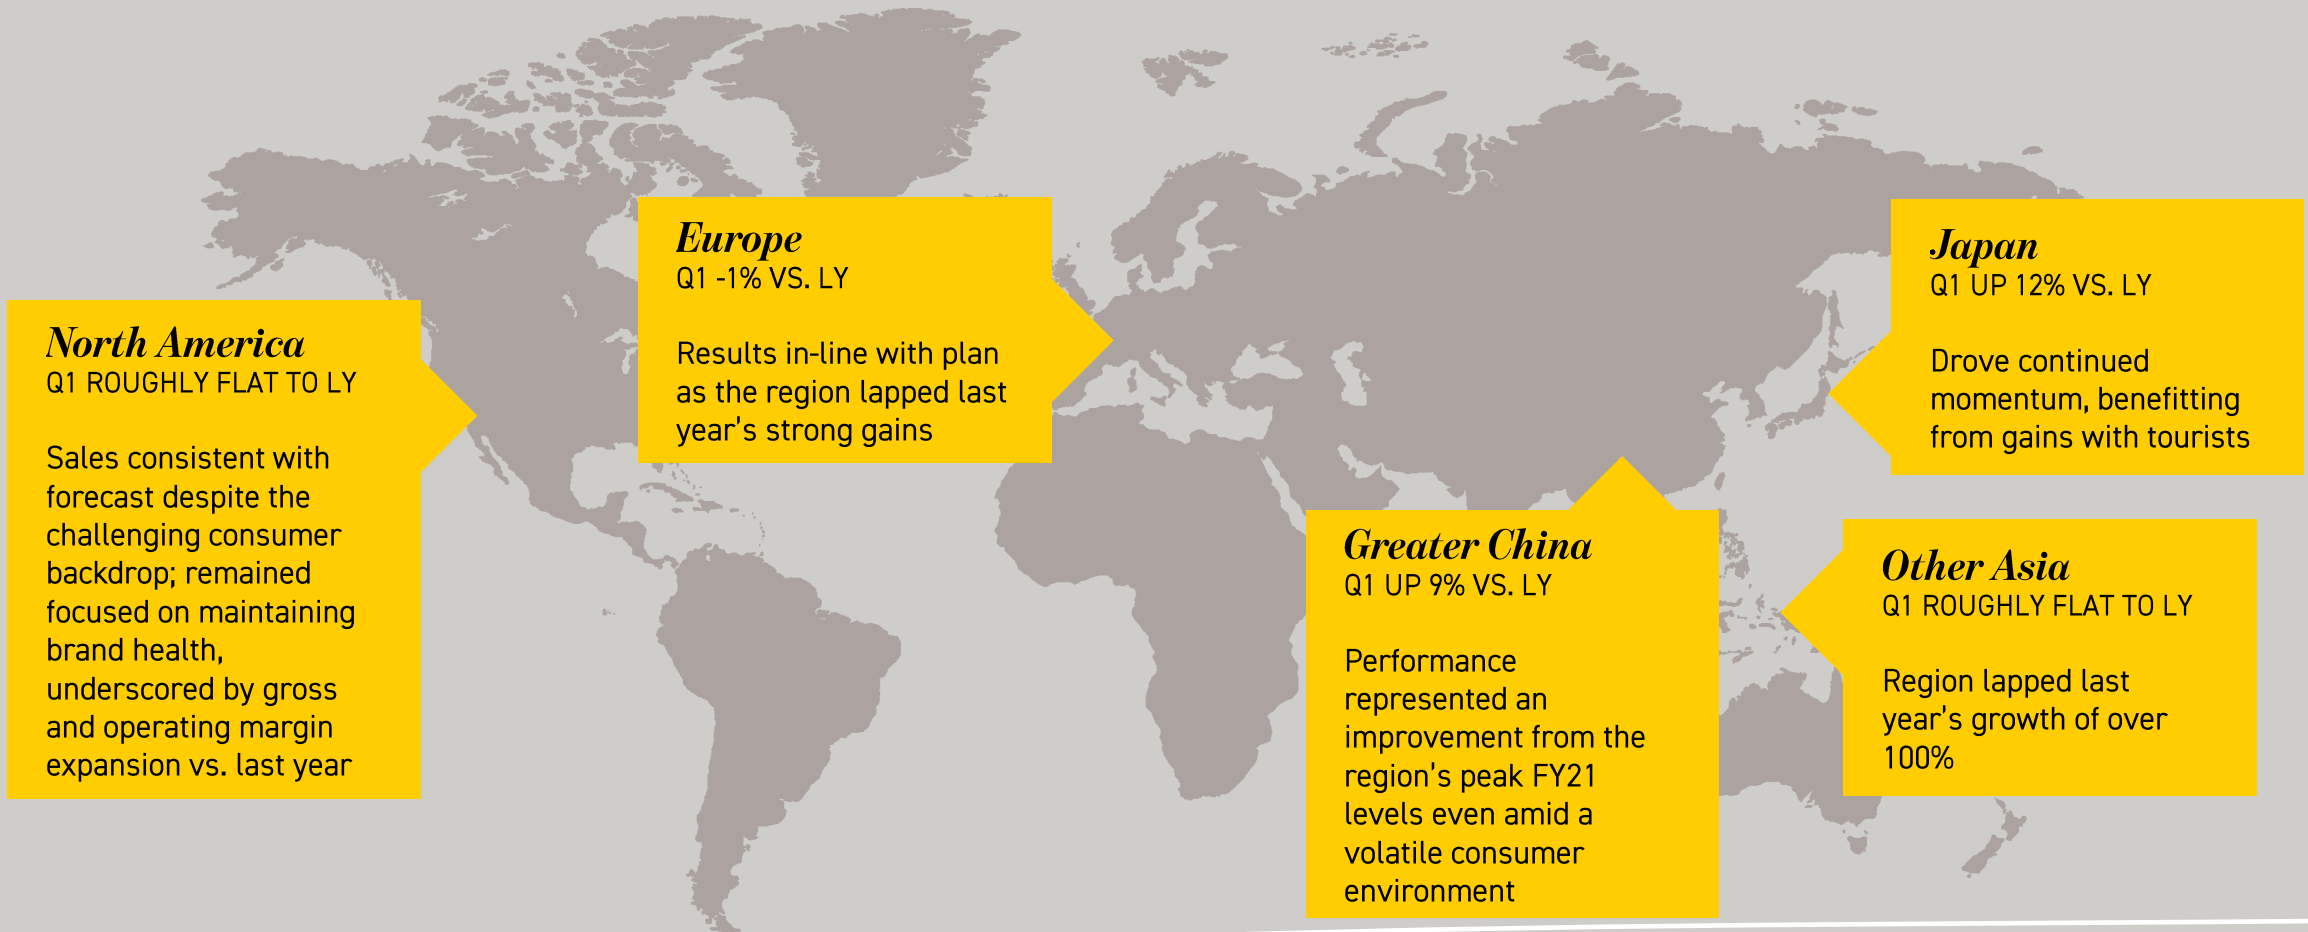 North America
Q1 ROUGHLY FLAT TO LY
Sales consistent with
forecast despite the
challenging consumer
backdrop; remained
focused on maintaining
brand health,
underscored by gross
and operating margin
expansion vs. last year
Europe
Q1 -1% VS. LY
Results in-line with plan
as the region lapped last
year's strong gains
Greater China
Q1 UP 9% VS. LY
Performance
represented an
improvement from the
region's peak FY21
levels even amid a
volatile consumer
environment
Japan
Q1 UP 12% VS. LY
Drove continued
momentum, benefitting
from gains with tourists
Other Asia
Q1 ROUGHLY FLAT TO LY
Region lapped last
year's growth of over
100%